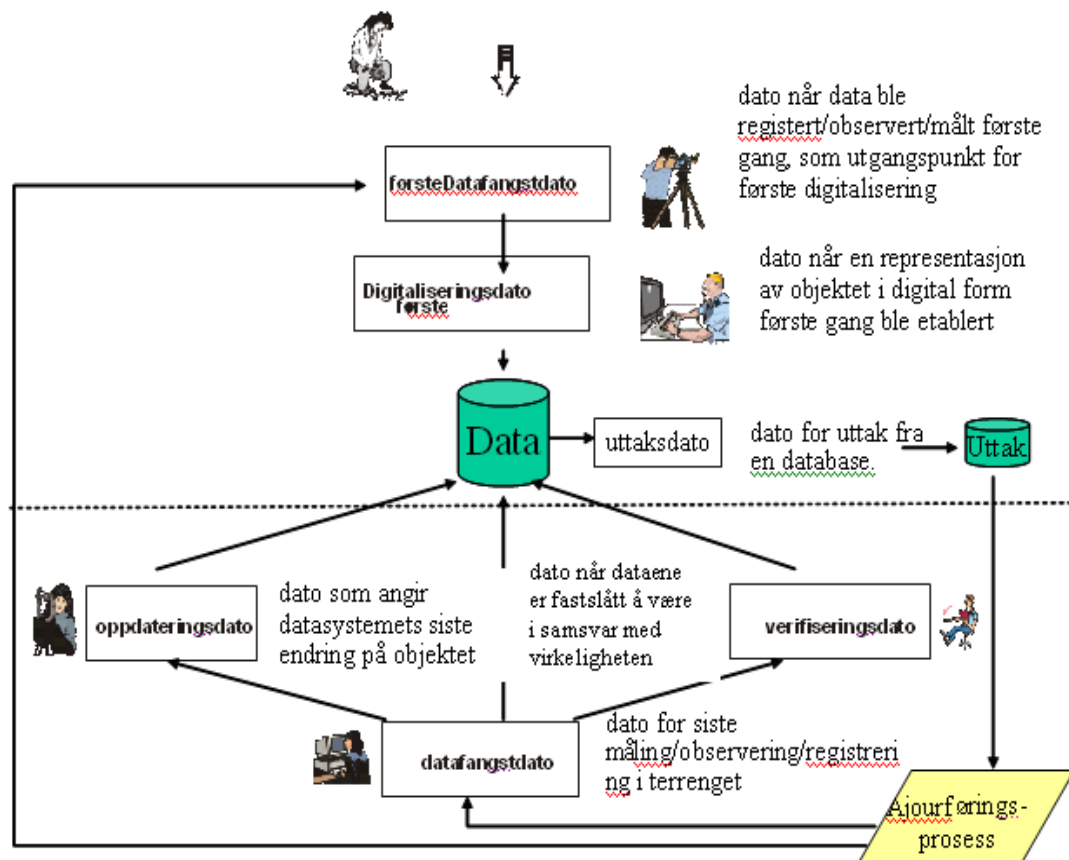 dato når data ble
registert/observert/målt første
gang, som utgangspunkt for
første digitalisering
førsteDatafangstdato
dato når en representasjon
av objektet i digital form
første gang ble etablert
Digitaliseringsdato
første
Data
uttaksdato
dato for uttak fra
en database.
Uttak
oppdateringsdato
dato som angir
datasystemets siste
endring på objektet
dato når dataene
er fastslått å være
i samsvar med
virkeligheten
verifiseringsdato
datafangstdato
dato for siste
måling/observering/registreri
ng i terrenget
Ajourførings-
prosess